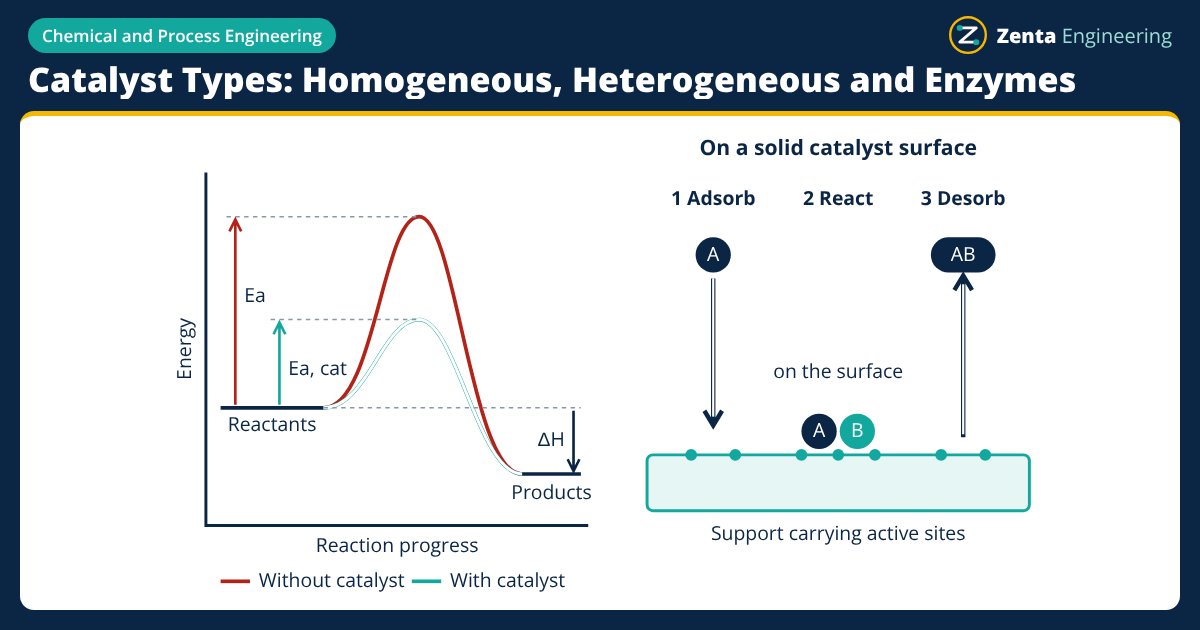 Chemical and Process Engineering
Zenta Engineering
Catalyst Types: Homogeneous, Heterogeneous and Enzymes
On a solid catalyst surface
1 Adsorb 2 React 3 Desorb
A
AB
Ea
Energy
Ea, cat
on the surface
Reactants
A B
ΔH
Products
Support carrying active sites
Reaction progress
Without catalyst With catalyst